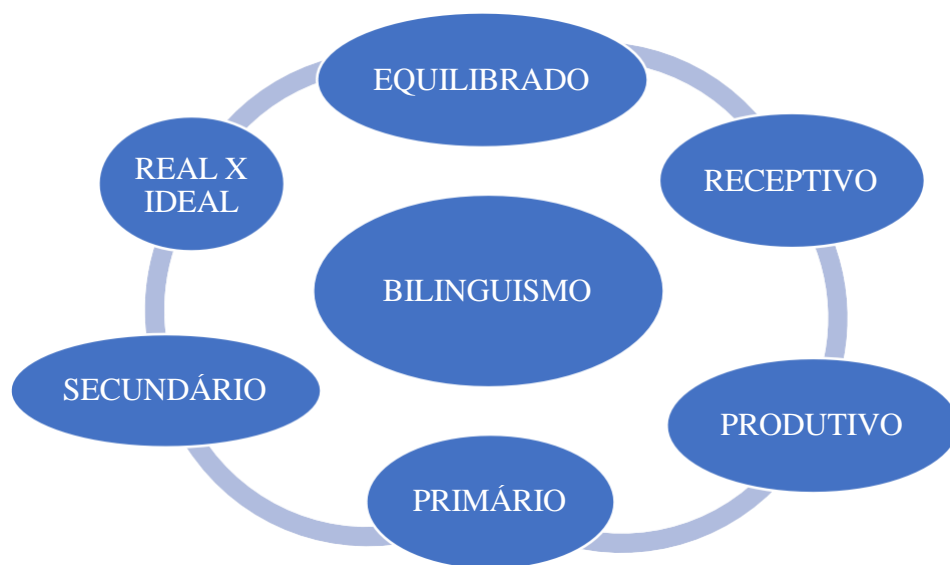 EQUILIBRADO
REAL X
IDEAL
RECEPTIVO
BILINGUISMO
SECUNDÁRIO
PRODUTIVO
PRIMÁRIO